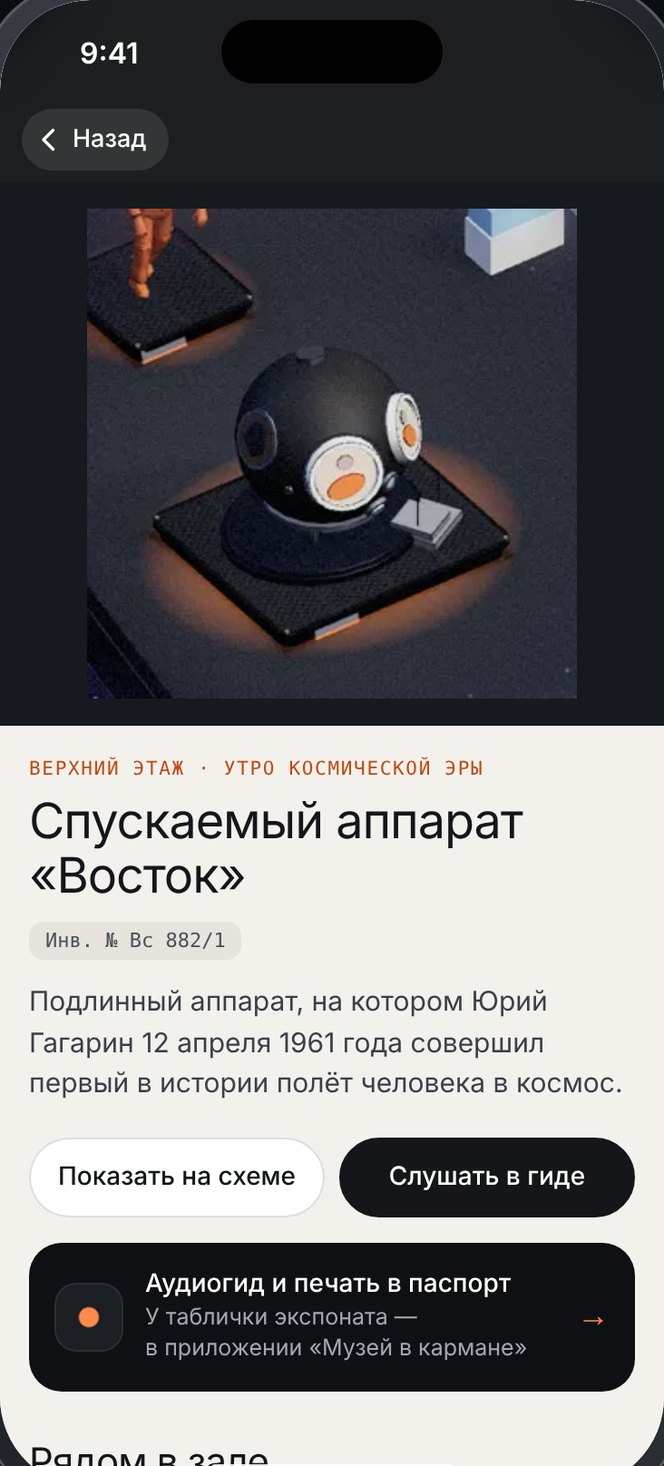 9:41
Назад
ВЕРХНИЙ ЭТАЖ · УТРО КОСМИЧЕСКОЙ ЭРЫ
Спускаемый аппарат
«Восток»
Инв. № Вс 882/1
Подлинный аппарат, на котором Юрий
Гагарин 12 апреля 1961 года совершил
первый в истории полёт человека в космос.
Показать на схеме
Слушать в гиде
Аудиогид и печать в паспорт
У таблички экспоната —
в приложении «Музей в кармане»
→
Рядом в зале